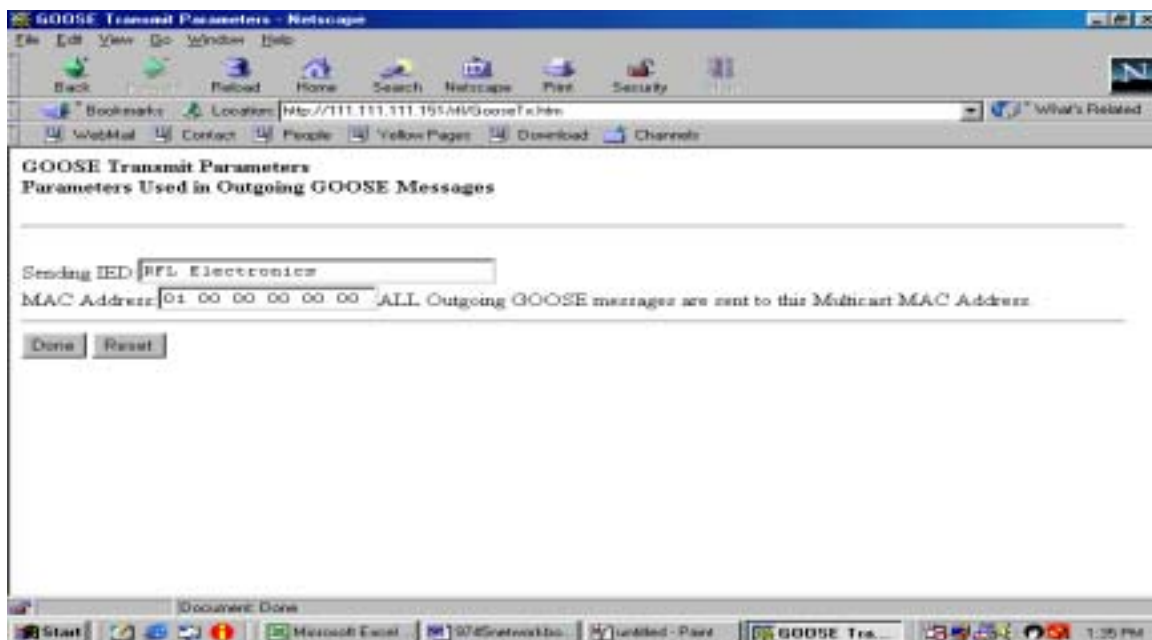 GOOSE Transmit Parameters - Netscape
File Edit View Go Window Help
Back Reload Home Search Netscape Print Security
Bookmarks Location: http://111.111.111.151/rfl/GooseTx.htm What's Related
WebMail Contact People Yellow Pages Download Channels
GOOSE Transmit Parameters
Parameters Used in Outgoing GOOSE Messages
Sending IED RFL Electronics
MAC Address 01 00 00 00 00 00 ALL Outgoing GOOSE messages are sent to this Multicast MAC Address
Done Reset
Document: Done
Start Microsoft Excel untitled - Paint GOOSE Tra... 1:35 PM